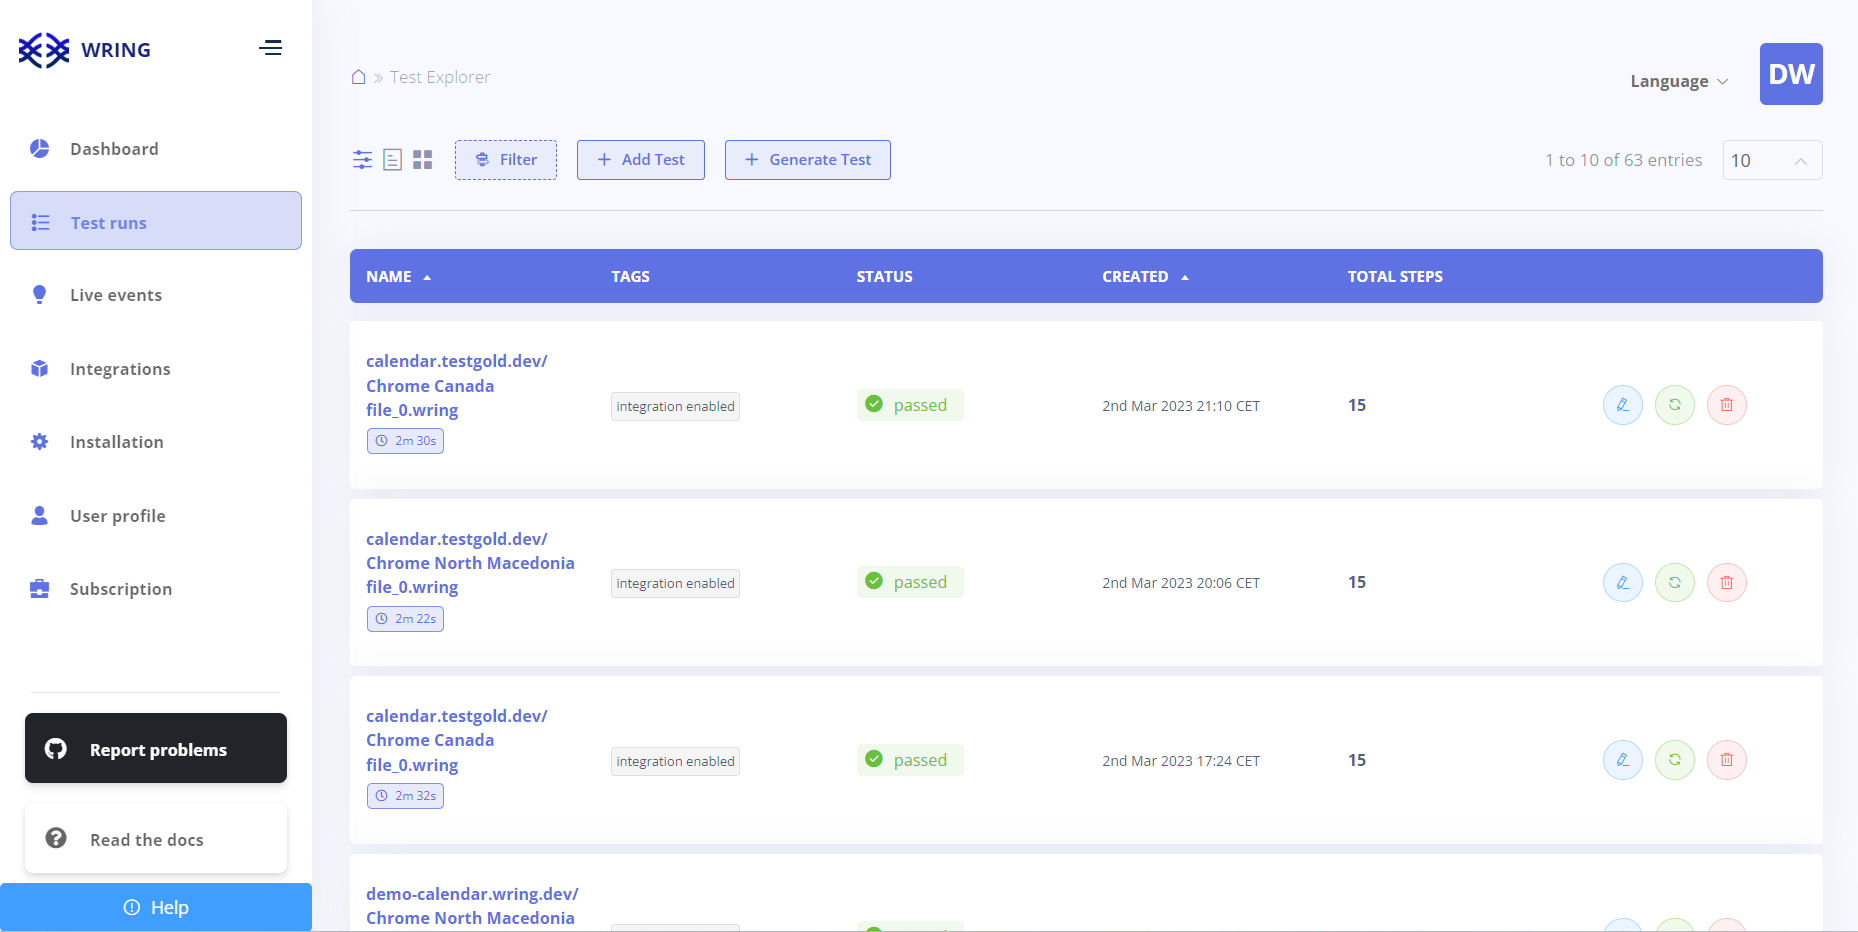 WRING
Dashboard
Test runs
Live events
Integrations
Installation
User profile
Subscription
Report problems
Read the docs
Help
Test Explorer
Language
DW
Filter
Add Test
Generate Test
1 to 10 of 63 entries
10
NAME TAGS STATUS CREATED TOTAL STEPS
calendar.testgold.dev/
Chrome Canada
file_0.wring
2m 30s
integration enabled
passed
2nd Mar 2023 21:10 CET
15
calendar.testgold.dev/
Chrome North Macedonia
file_0.wring
2m 22s
integration enabled
passed
2nd Mar 2023 20:06 CET
15
calendar.testgold.dev/
Chrome Canada
file_0.wring
2m 32s
integration enabled
passed
2nd Mar 2023 17:24 CET
15
demo-calendar.wring.dev/
Chrome North Macedonia